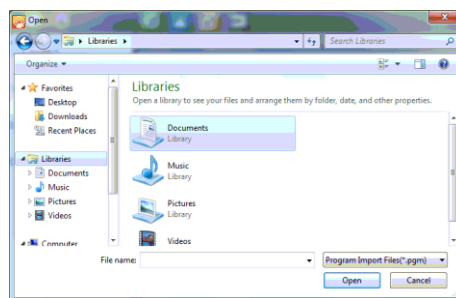 Open
Libraries
Search Libraries
Organize
Favorites
Desktop
Downloads
Recent Places
Libraries
Documents
Music
Pictures
Videos
Computer
Libraries
Open a library to see your files and arrange them by folder, date, and other properties.
Documents
Library
Music
Library
Pictures
Library
Videos
File name:
Program Import Files(*.pgm)
Open
Cancel